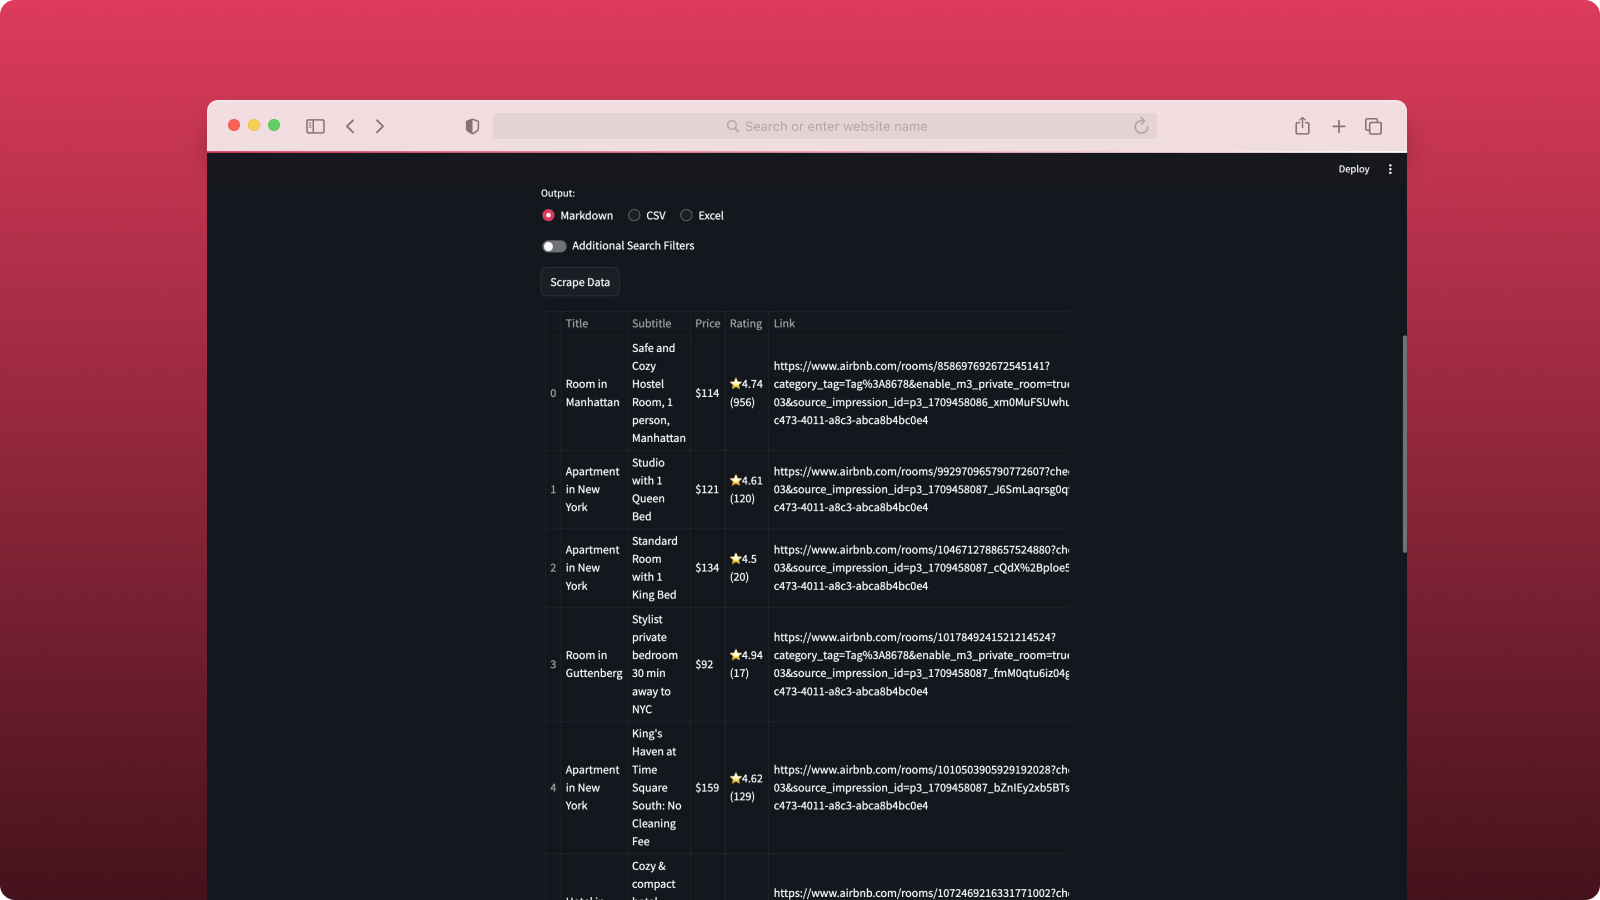 Search or enter website name
Deploy
Output:
Markdown CSV Excel
Additional Search Filters
Scrape Data
Title Subtitle Price Rating Link
0
Room in
Manhattan
Safe and
Cozy
Hostel
Room, 1
person,
Manhattan
$114
⭐4.74
(956)
https://www.airbnb.com/rooms/858697692672545141?
category_tag=Tag%3A8678&enable_m3_private_room=true
03&source_impression_id=p3_1709458086_xm0MuFSUwhu
c473-4011-a8c3-abca8b4bc0e4
1
Apartment
in New
York
Studio
with 1
Queen
Bed
$121
⭐4.61
(120)
https://www.airbnb.com/rooms/992970965790772607?che
03&source_impression_id=p3_1709458087_J6SmLaqrsg0q
c473-4011-a8c3-abca8b4bc0e4
2
Apartment
in New
York
Standard
Room
with 1
King Bed
$134
⭐4.5
(20)
https://www.airbnb.com/rooms/1046712788657524880?che
03&source_impression_id=p3_1709458087_cQdX%2Bploe5
c473-4011-a8c3-abca8b4bc0e4
3
Room in
Guttenberg
Stylist
private
bedroom
30 min
away to
NYC
$92
⭐4.94
(17)
https://www.airbnb.com/rooms/1017849241521214524?
category_tag=Tag%3A8678&enable_m3_private_room=true
03&source_impression_id=p3_1709458087_fmM0qtu6iz04g
c473-4011-a8c3-abca8b4bc0e4
4
Apartment
in New
York
King's
Haven at
Time
Square
South: No
Cleaning
Fee
$159
⭐4.62
(129)
https://www.airbnb.com/rooms/1010503905929192028?che
03&source_impression_id=p3_1709458087_bZnIEy2xb5BTs
c473-4011-a8c3-abca8b4bc0e4
Cozy &
compact
https://www.airbnb.com/rooms/1072469216331771002?che